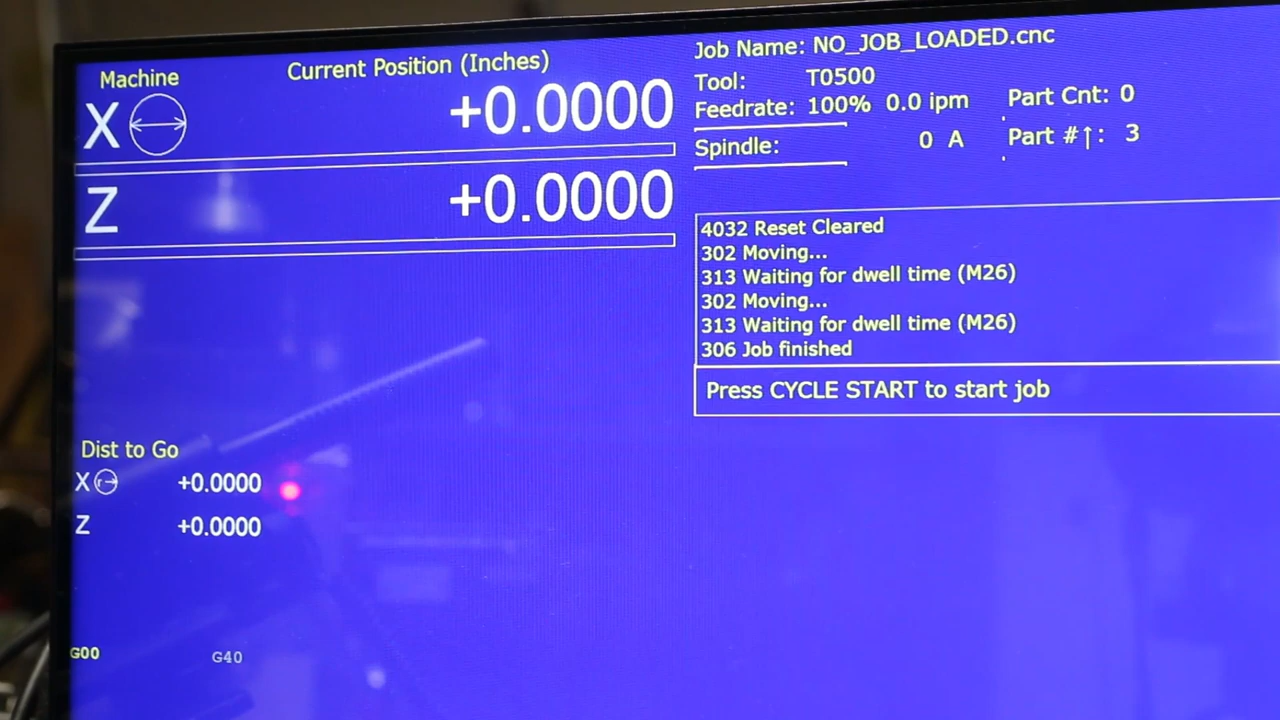 Machine
Current Position (Inches)
X +0.0000
Z +0.0000
Job Name: NO_JOB_LOADED.cnc
Tool: T0500
Feedrate: 100% 0.0 ipm Part Cnt: 0
Spindle: 0 A Part #↑: 3
4032 Reset Cleared
302 Moving...
313 Waiting for dwell time (M26)
302 Moving...
313 Waiting for dwell time (M26)
306 Job finished
Press CYCLE START to start job
Dist to Go
X r +0.0000
Z +0.0000
G00 G40